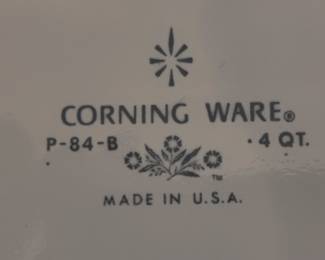 CORNING WARE®
P-84-B · 4 QT.
TM
MADE IN U.S.A.